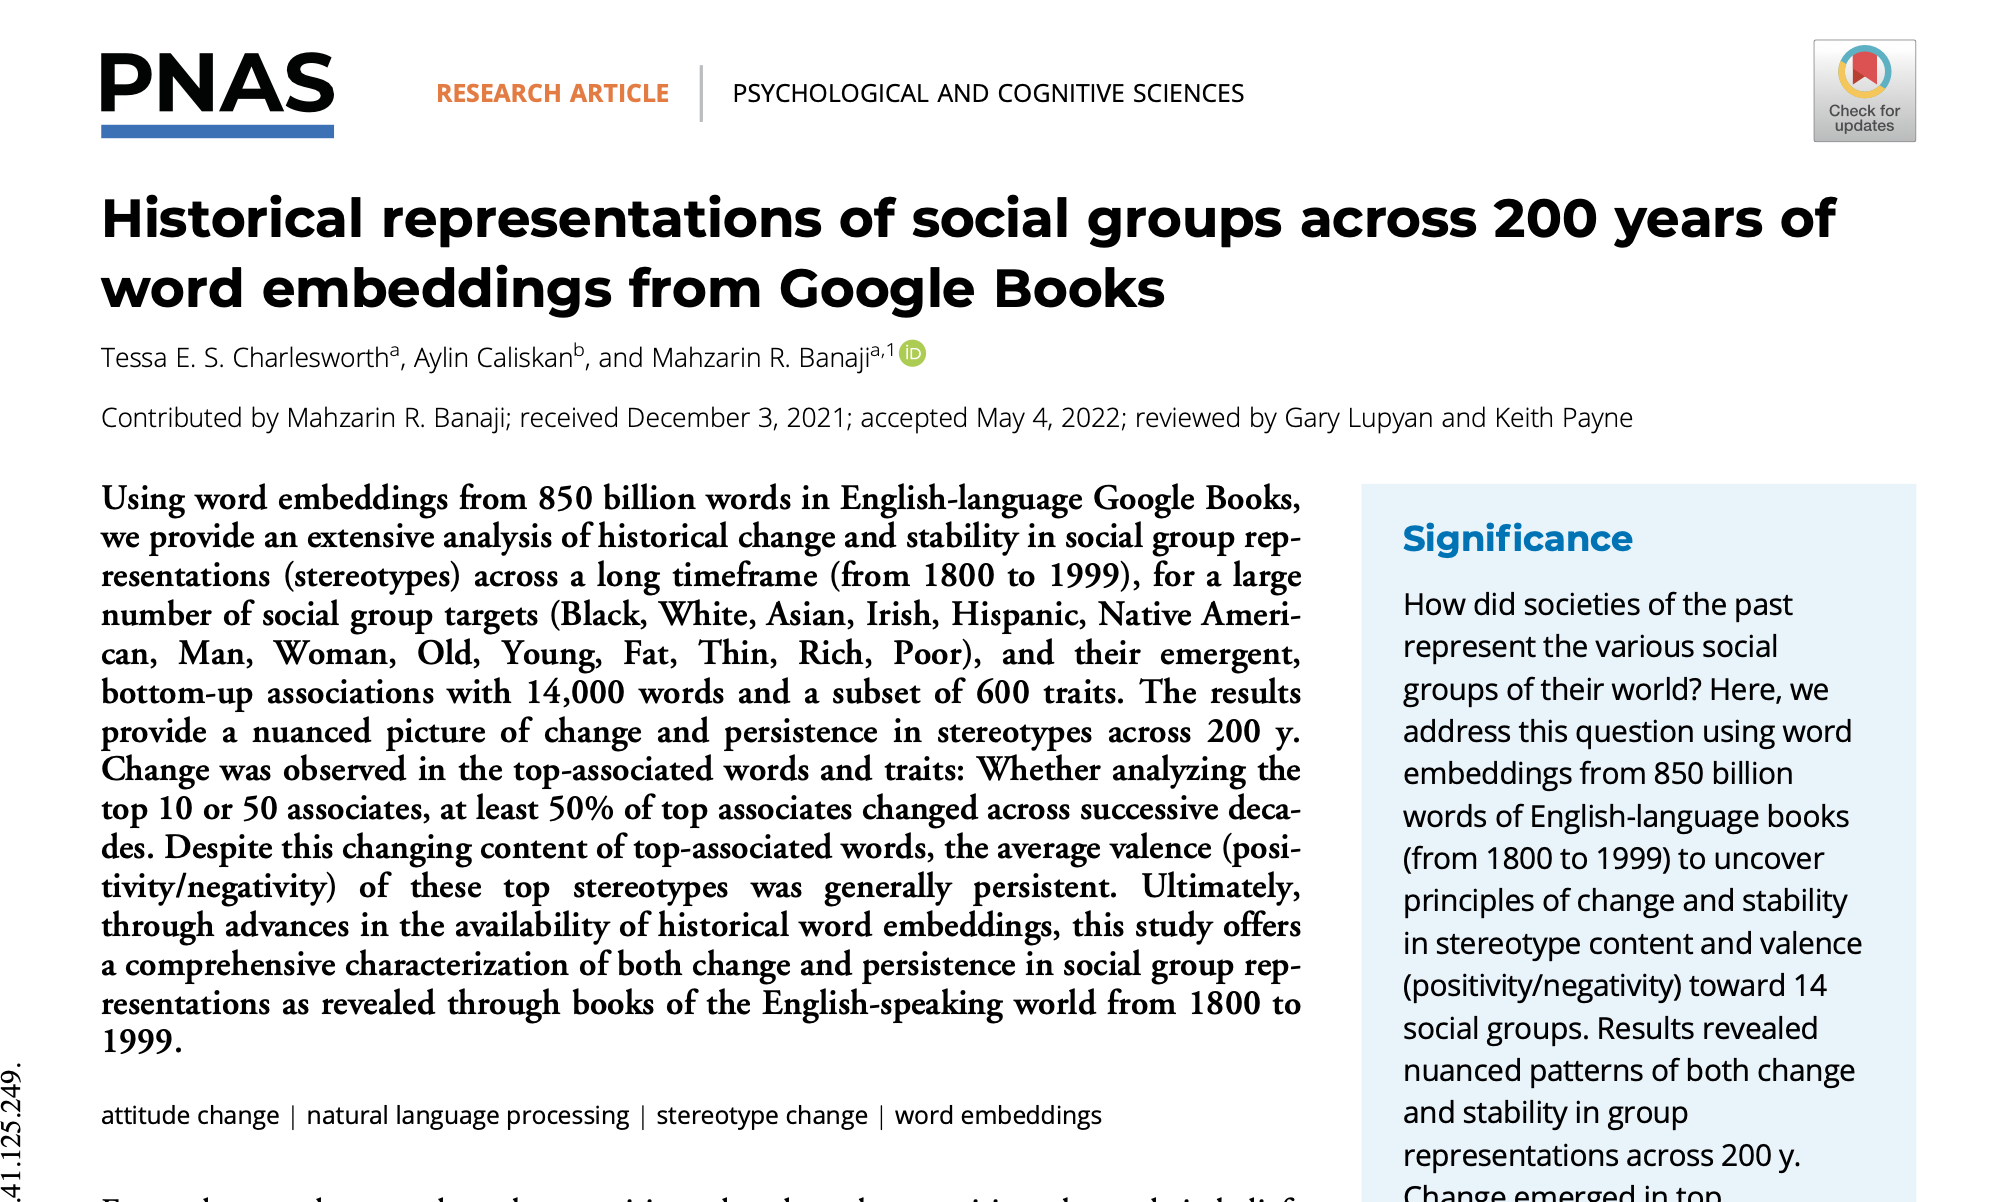 PNAS
RESEARCH ARTICLE | PSYCHOLOGICAL AND COGNITIVE SCIENCES
Check for
updates
Historical representations of social groups across 200 years of
word embeddings from Google Books
Tessa E. S. Charlesworthᵃ, Aylin Caliskanᵇ, and Mahzarin R. Banajiᵃ,¹ iD
Contributed by Mahzarin R. Banaji; received December 3, 2021; accepted May 4, 2022; reviewed by Gary Lupyan and Keith Payne
Using word embeddings from 850 billion words in English-language Google Books,
we provide an extensive analysis of historical change and stability in social group rep-
resentations (stereotypes) across a long timeframe (from 1800 to 1999), for a large
number of social group targets (Black, White, Asian, Irish, Hispanic, Native Ameri-
can, Man, Woman, Old, Young, Fat, Thin, Rich, Poor), and their emergent,
bottom-up associations with 14,000 words and a subset of 600 traits. The results
provide a nuanced picture of change and persistence in stereotypes across 200 y.
Change was observed in the top-associated words and traits: Whether analyzing the
top 10 or 50 associates, at least 50% of top associates changed across successive deca-
des. Despite this changing content of top-associated words, the average valence (posi-
tivity/negativity) of these top stereotypes was generally persistent. Ultimately,
through advances in the availability of historical word embeddings, this study offers
a comprehensive characterization of both change and persistence in social group rep-
resentations as revealed through books of the English-speaking world from 1800 to
1999.
attitude change | natural language processing | stereotype change | word embeddings
Significance
How did societies of the past
represent the various social
groups of their world? Here, we
address this question using word
embeddings from 850 billion
words of English-language books
(from 1800 to 1999) to uncover
principles of change and stability
in stereotype content and valence
(positivity/negativity) toward 14
social groups. Results revealed
nuanced patterns of both change
and stability in group
representations across 200 y.
Change emerged in top
.41.125.249.